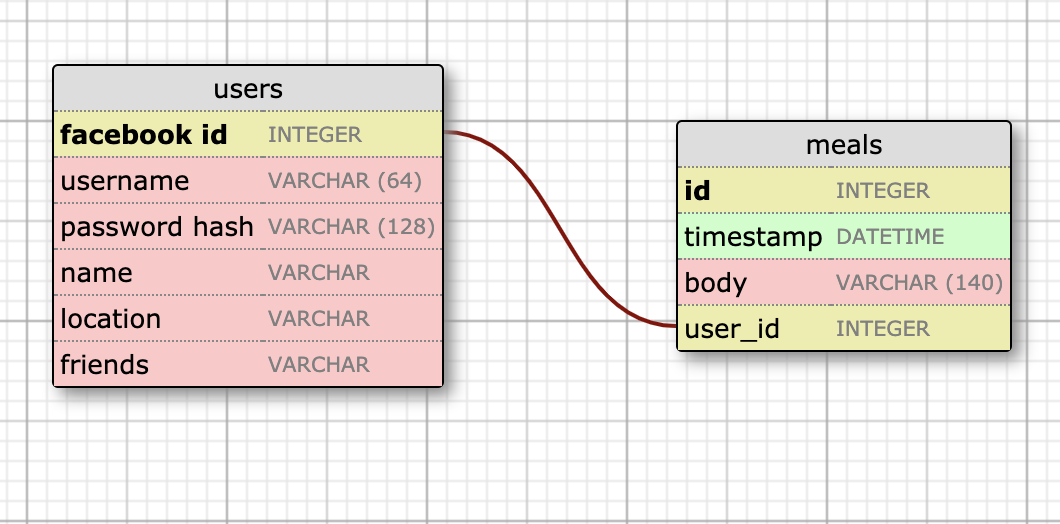 users
facebook id INTEGER
username VARCHAR (64)
password hash VARCHAR (128)
name VARCHAR
location VARCHAR
friends VARCHAR
meals
id INTEGER
timestamp DATETIME
body VARCHAR (140)
user_id INTEGER